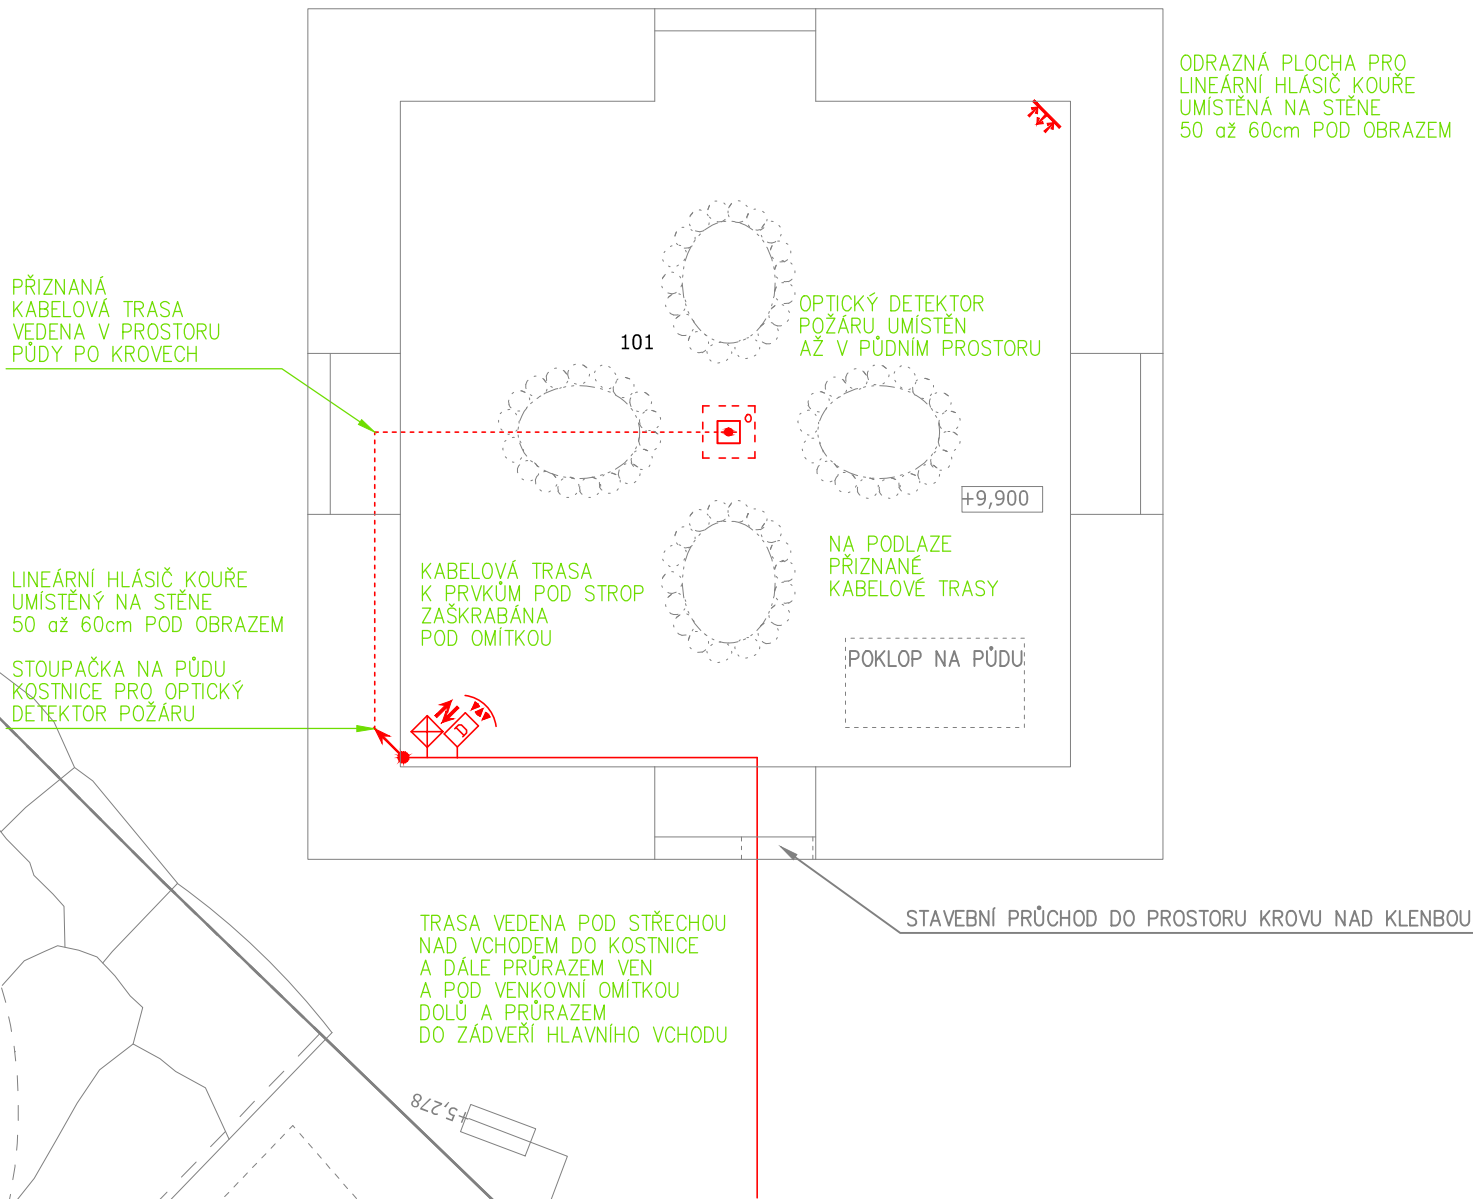 ODRAZNÁ PLOCHA PRO
LINEÁRNÍ HLÁSIČ KOUŘE
UMÍSTĚNÁ NA STĚNE
50 až 60cm POD OBRAZEM
PŘIZNANÁ
KABELOVÁ TRASA
VEDENA V PROSTORU
PŮDY PO KROVECH
101
OPTICKÝ DETEKTOR
POŽÁRU UMÍSTĚN
AŽ V PŮDNÍM PROSTORU
o
+9,900
NA PODLAZE
PŘIZNANÉ
KABELOVÉ TRASY
KABELOVÁ TRASA
K PRVKŮM POD STROP
ZAŠKRABÁNA
POD OMÍTKOU
LINEÁRNÍ HLÁSIČ KOUŘE
UMÍSTĚNÝ NA STĚNE
50 až 60cm POD OBRAZEM
STOUPAČKA NA PŮDU
KOSTNICE PRO OPTICKÝ
DETEKTOR POŽÁRU
POKLOP NA PŮDU
D
STAVEBNÍ PRŮCHOD DO PROSTORU KROVU NAD KLENBOU
TRASA VEDENA POD STŘECHOU
NAD VCHODEM DO KOSTNICE
A DÁLE PRŮRAZEM VEN
A POD VENKOVNÍ OMÍTKOU
DOLŮ A PRŮRAZEM
DO ZÁDVEŘÍ HLAVNÍHO VCHODU
+5,278